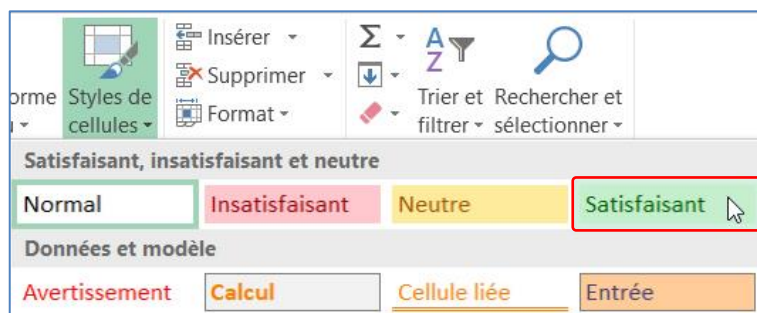 Insérer
Σ
A
Z
Supprimer
orme
Styles de
cellules
Format
Trier et
filtrer
Rechercher et
sélectionner
Satisfaisant, insatisfaisant et neutre
Normal
Insatisfaisant
Neutre
Satisfaisant
Données et modèle
Avertissement
Calcul
Cellule liée
Entrée